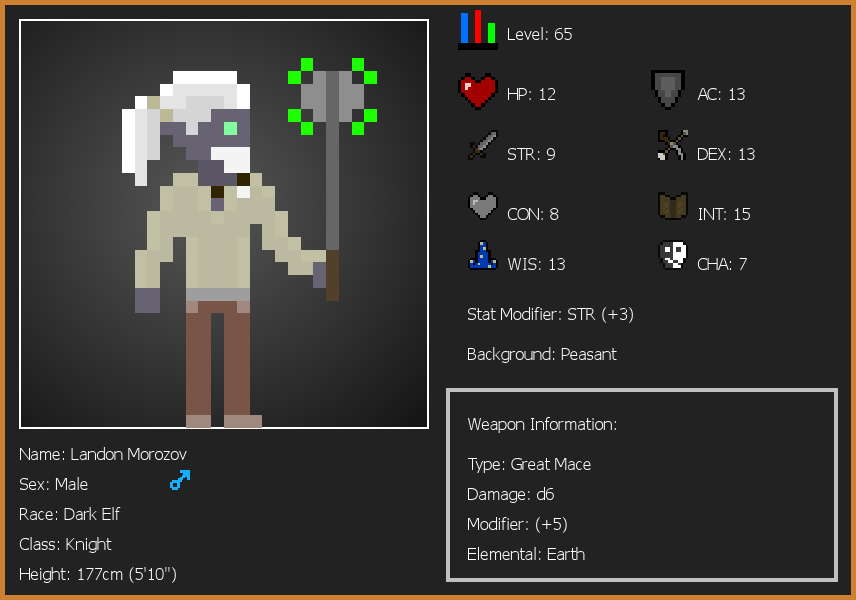 Level: 65
HP: 12
AC: 13
STR: 9
DEX: 13
CON: 8
INT: 15
WIS: 13
CHA: 7
Stat Modifier: STR (+3)
Background: Peasant
Weapon Information:
Type: Great Mace
Damage: d6
Modifier: (+5)
Elemental: Earth
Name: Landon Morozov
Sex: Male
Race: Dark Elf
Class: Knight
Height: 177cm (5'10")